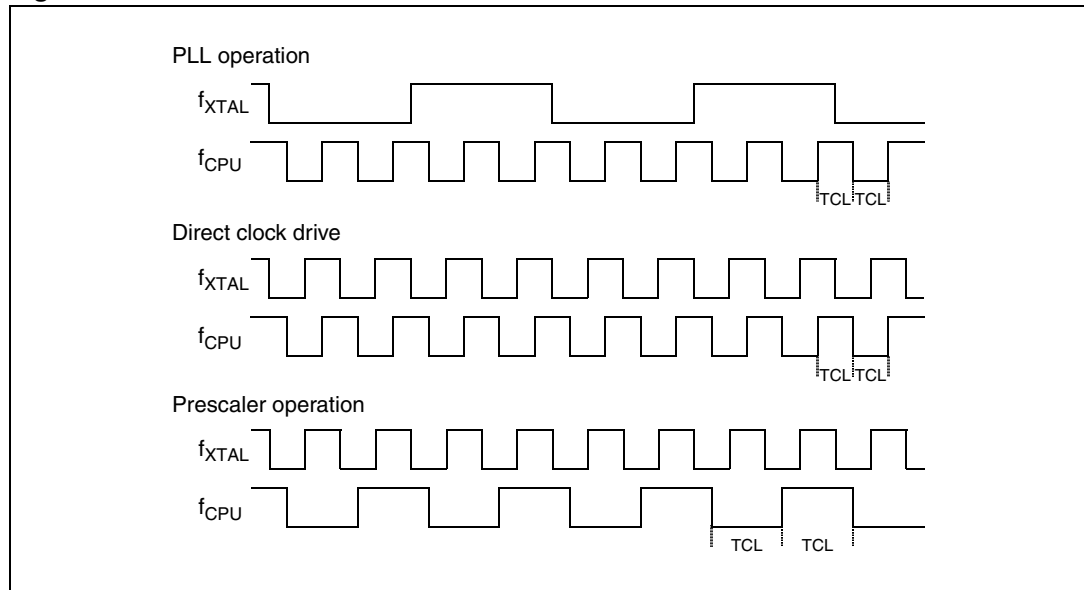 PLL operation
fXTAL
fCPU
TCL TCL
Direct clock drive
fXTAL
fCPU
TCL TCL
Prescaler operation
fXTAL
fCPU
TCL TCL